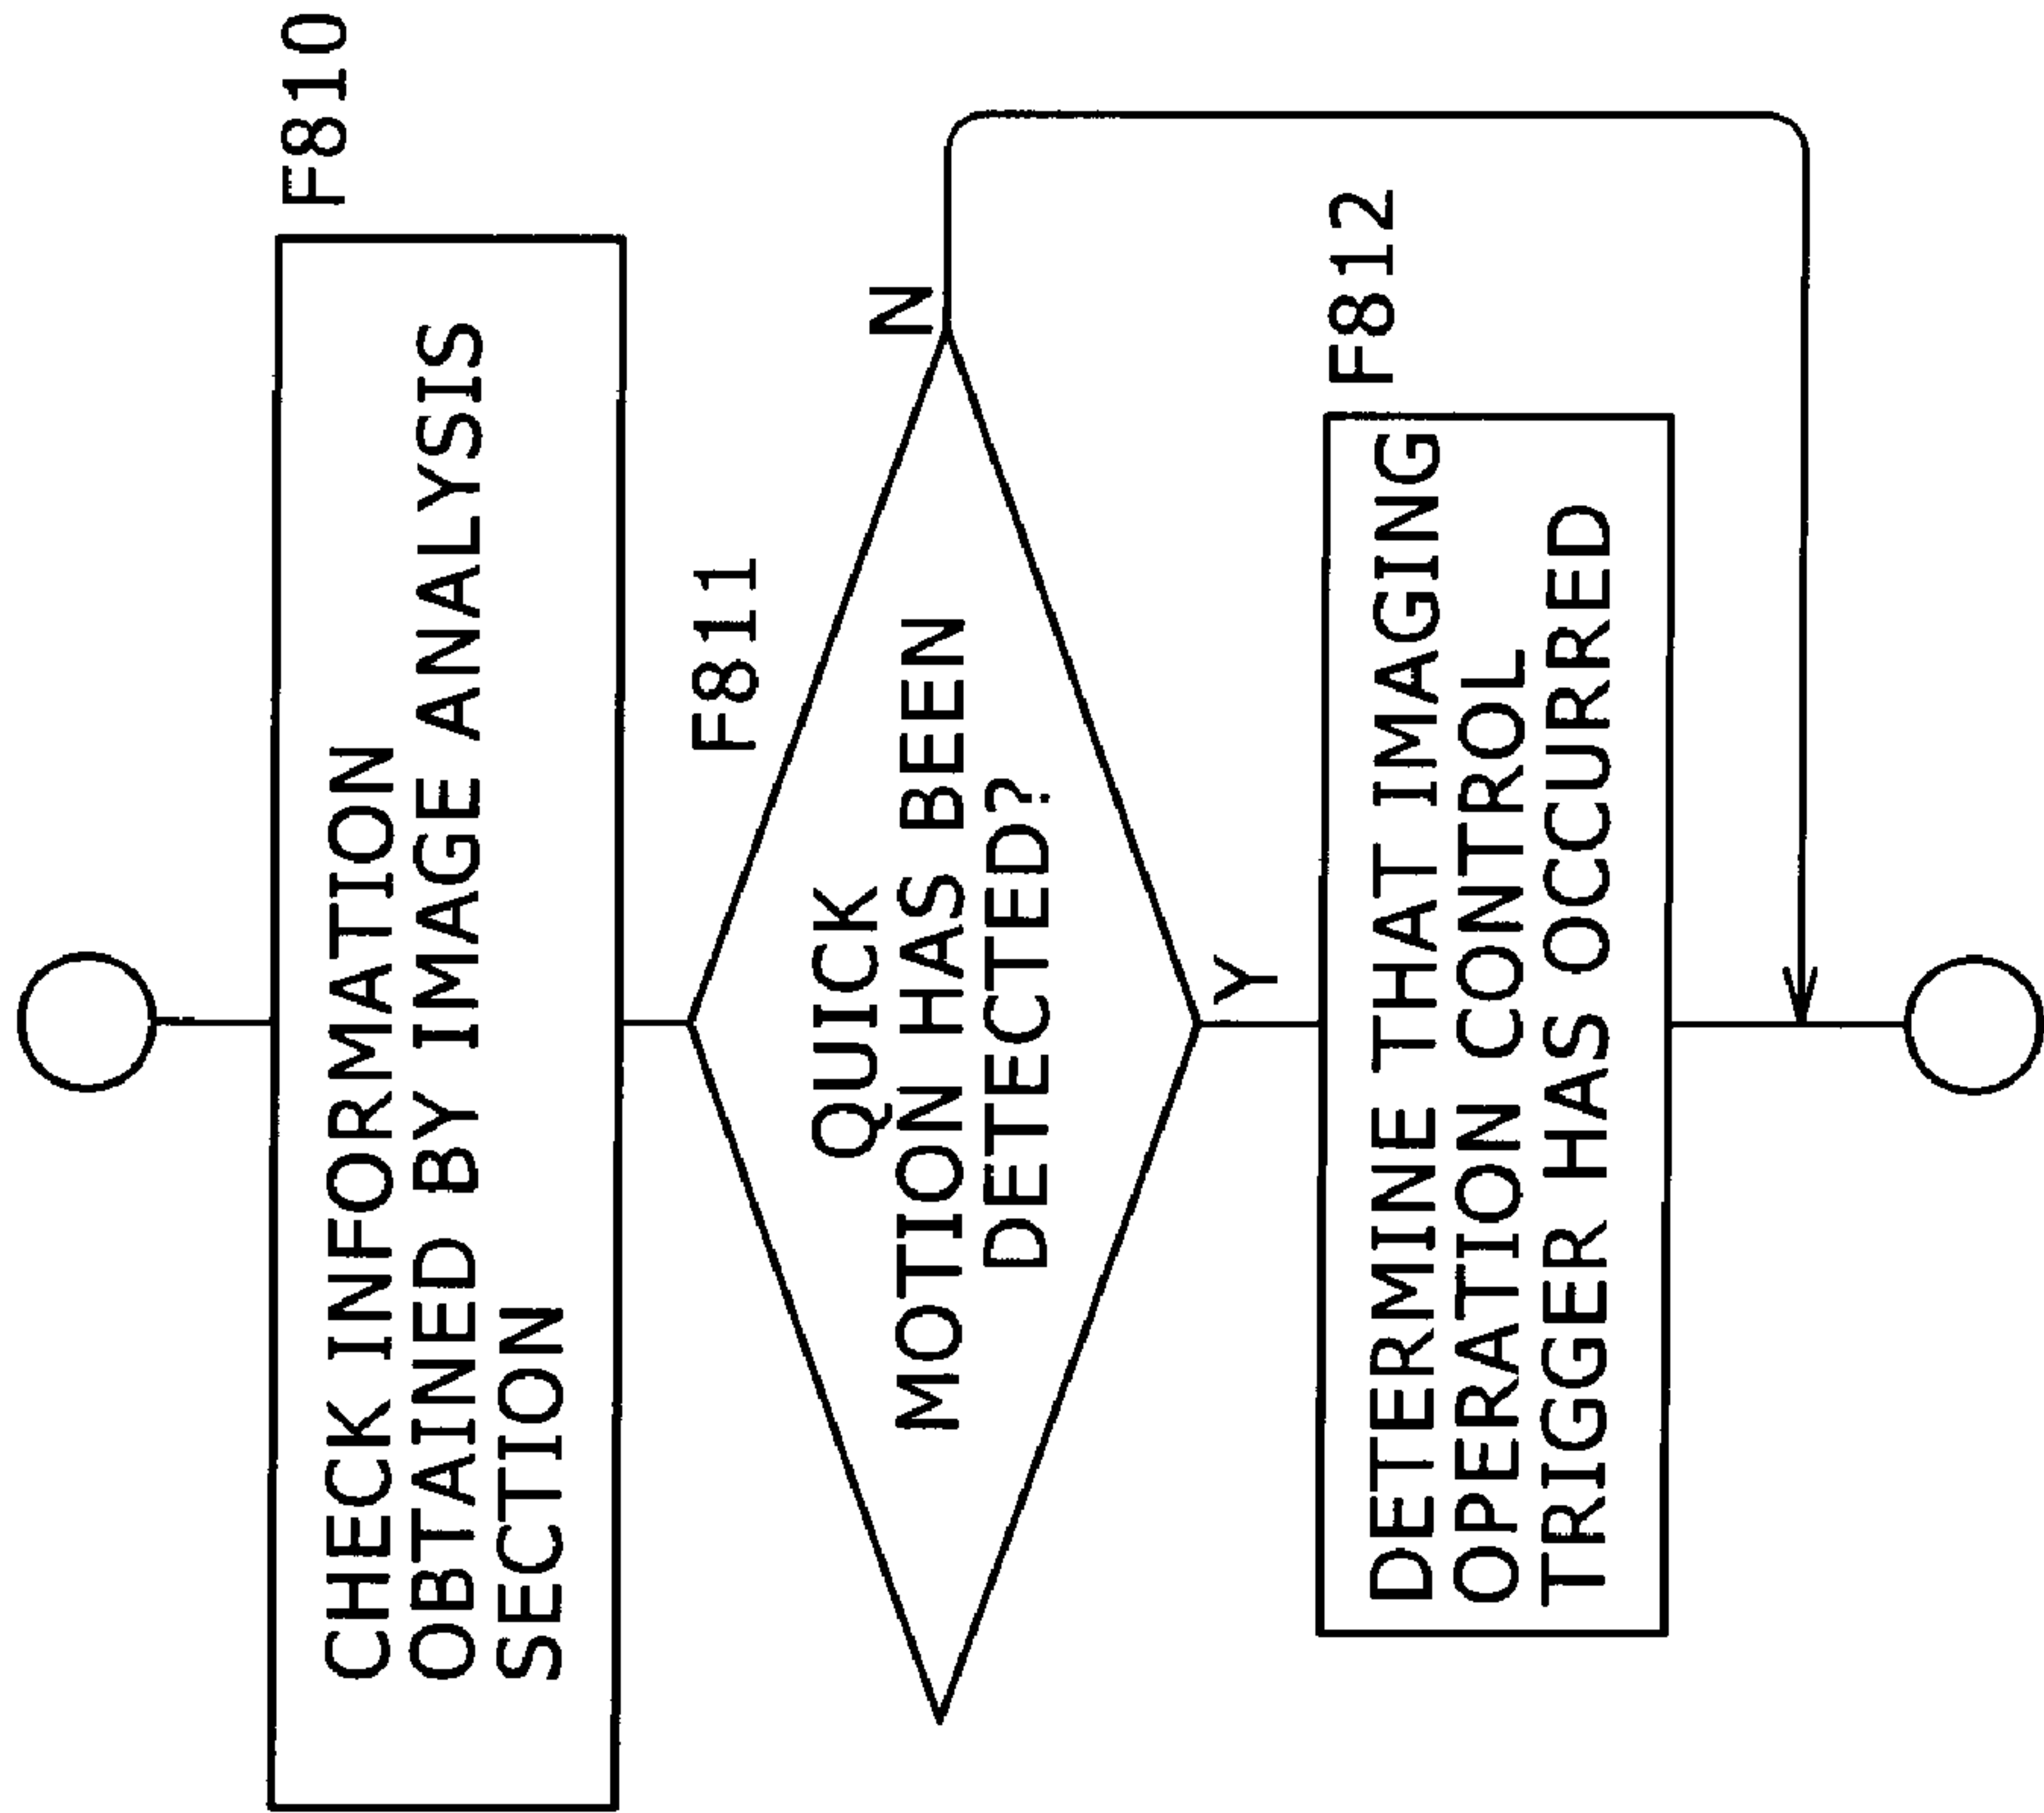 F810
CHECK INFORMATION
OBTAINED BY IMAGE ANALYSIS
SECTION
F811
QUICK
MOTION HAS BEEN
DETECTED?
N
Y
F812
DETERMINE THAT IMAGING
OPERATION CONTROL
TRIGGER HAS OCCURRED